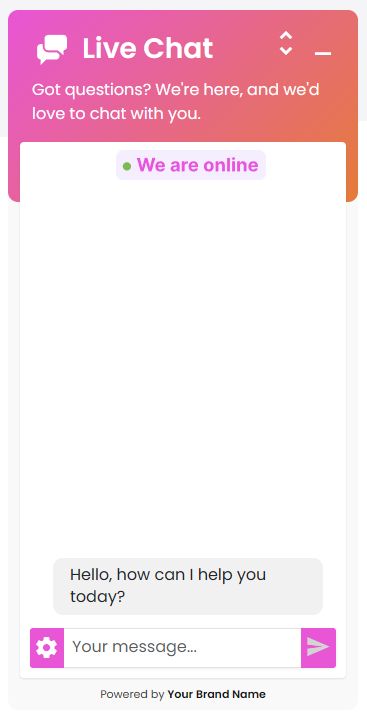 Live Chat
Got questions? We're here, and we'd
love to chat with you.
We are online
Hello, how can I help you
today?
Your message...
Powered by Your Brand Name